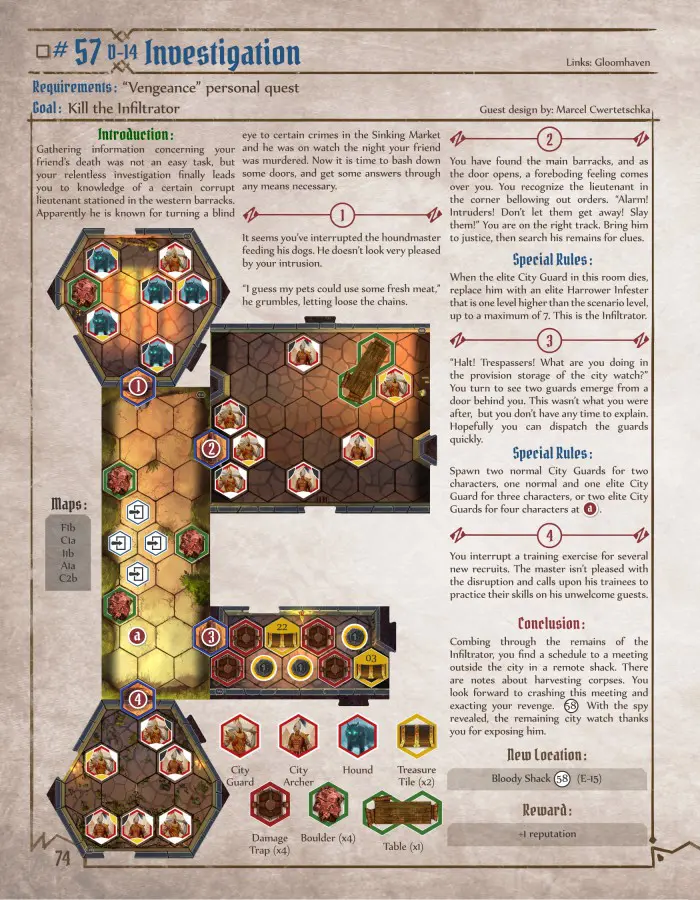 # 57 D-14 Investigation
Links: Gloomhaven
Requirements: “Vengeance” personal quest
Goal: Kill the Infiltrator
Guest design by: Marcel Cwertetschka
Introduction:
Gathering information concerning your
friend’s death was not an easy task, but
your relentless investigation finally leads
you to knowledge of a certain corrupt
lieutenant stationed in the western barracks.
Apparently he is known for turning a blind
eye to certain crimes in the Sinking Market
and he was on watch the night your friend
was murdered. Now it is time to bash down
some doors, and get some answers through
any means necessary.
1
It seems you’ve interrupted the houndmaster
feeding his dogs. He doesn’t look very pleased
by your intrusion.
“I guess my pets could use some fresh meat,”
he grumbles, letting loose the chains.
2
You have found the main barracks, and as
the door opens, a foreboding feeling comes
over you. You recognize the lieutenant in
the corner bellowing out orders. “Alarm!
Intruders! Don’t let them get away! Slay
them!” You are on the right track. Bring him
to justice, then search his remains for clues.
Special Rules:
When the elite City Guard in this room dies,
replace him with an elite Harrower Infester
that is one level higher than the scenario level,
up to a maximum of 7. This is the Infiltrator.
3
“Halt! Trespassers! What are you doing in
the provision storage of the city watch?”
You turn to see two guards emerge from a
door behind you. This wasn’t what you were
after, but you don’t have any time to explain.
Hopefully you can dispatch the guards
quickly.
Special Rules:
Spawn two normal City Guards for two
characters, one normal and one elite City
Guard for three characters, or two elite City
Guards for four characters at a.
4
You interrupt a training exercise for several
new recruits. The master isn’t pleased with
the disruption and calls upon his trainees to
practice their skills on his unwelcome guests.
Conclusion:
Combing through the remains of the
Infiltrator, you find a schedule to a meeting
outside the city in a remote shack. There
are notes about harvesting corpses. You
look forward to crashing this meeting and
exacting your revenge. 58 With the spy
revealed, the remaining city watch thanks
you for exposing him.
New Location:
Bloody Shack 58 (E-15)
Reward:
+1 reputation
Maps:
F1b
C1a
I1b
A1a
C2b
1
2
a
3
22
03
4
City
Guard
City
Archer
Hound
Treasure
Tile (x2)
Damage
Trap (x4)
Boulder (x4)
Table (x1)
74